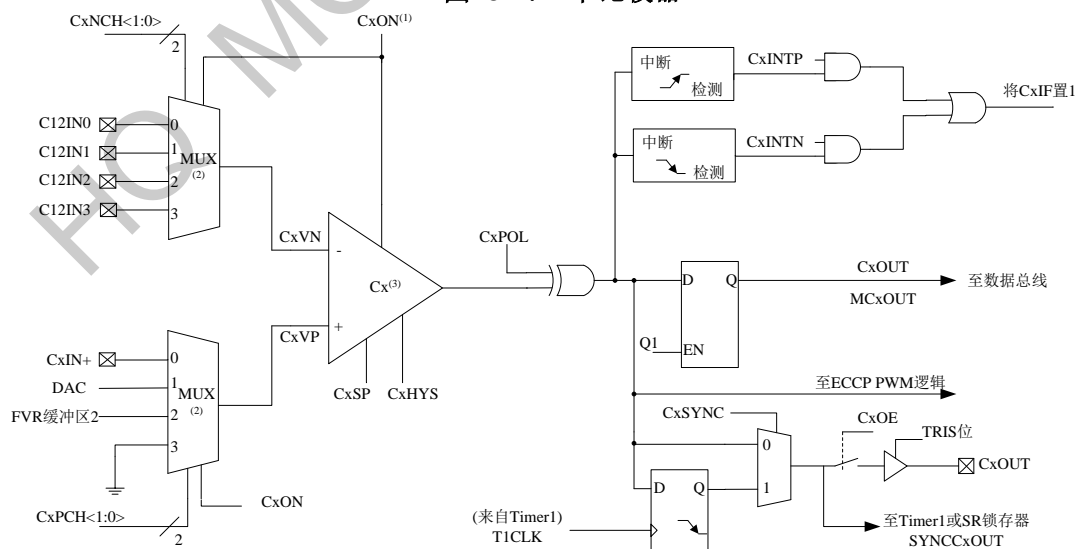 CxNCH<1:0>
2
CxON(1)
C12IN0
C12IN1
C12IN2
C12IN3
0
1
2
3
MUX
(2)
CxVN
-
Cx(3)
+
CxVP
CxSP
CxHYS
CxIN+
DAC
FVR缓冲区2
0
1
2
3
MUX
(2)
CxON
CxPCH<1:0>
2
CxPOL
中断
检测
CxINTP
中断
检测
CxINTN
将CxIF置1
D
Q
Q1
EN
CxOUT
MCxOUT
至数据总线
至ECCP PWM逻辑
CxSYNC
0
1
CxOE
TRIS位
CxOUT
D
Q
(来自Timer1)
T1CLK
至Timer1或SR锁存器
SYNCCxOUT